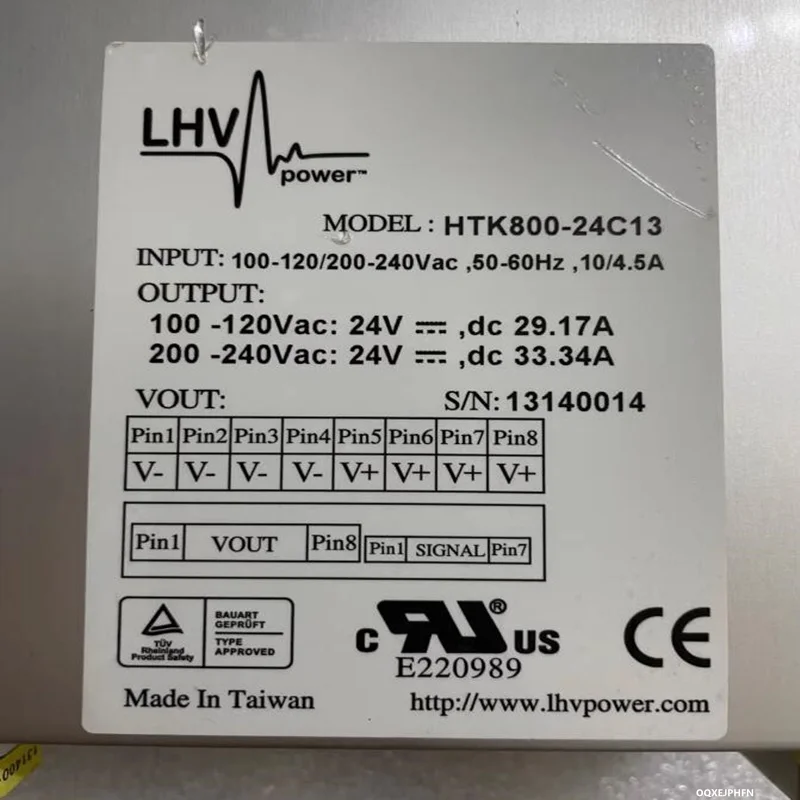 LHV
power™
MODEL : HTK800-24C13
INPUT: 100-120/200-240Vac ,50-60Hz ,10/4.5A
OUTPUT:
100 -120Vac: 24V ⎓ ,dc 29.17A
200 -240Vac: 24V ⎓ ,dc 33.34A
VOUT: S/N: 13140014
Pin1 Pin2 Pin3 Pin4 Pin5 Pin6 Pin7 Pin8
V- V- V- V- V+ V+ V+ V+
Pin1 VOUT Pin8 Pin1 SIGNAL Pin7
TÜV
Rheinland
Product Safety
BAUART
GEPRÜFT
TYPE
APPROVED
c RU® US
E220989
CE
Made In Taiwan http://www.lhvpower.com
OQXEJPHFN